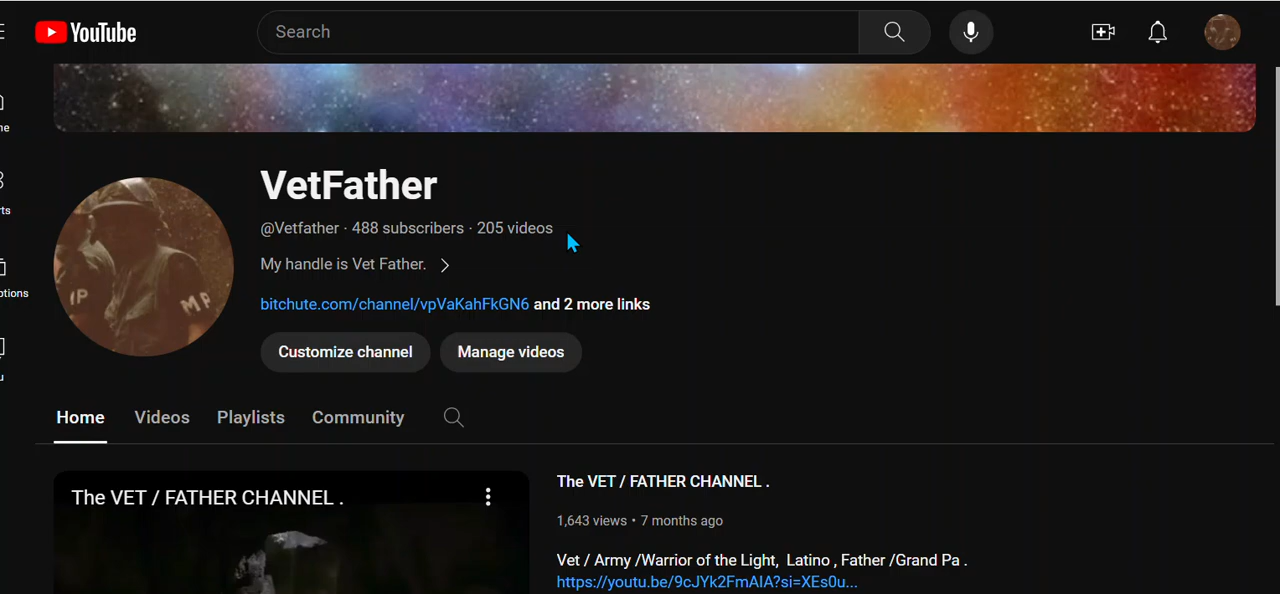 YouTube
Search
ne
rts
otions
u
VetFather
@Vetfather · 488 subscribers · 205 videos
My handle is Vet Father.
bitchute.com/channel/vpVaKahFkGN6 and 2 more links
Customize channel
Manage videos
Home
Videos
Playlists
Community
MP
The VET / FATHER CHANNEL .
The VET / FATHER CHANNEL .
1,643 views • 7 months ago
Vet / Army /Warrior of the Light, Latino , Father /Grand Pa .
https://youtu.be/9cJYk2FmAIA?si=XEs0u...